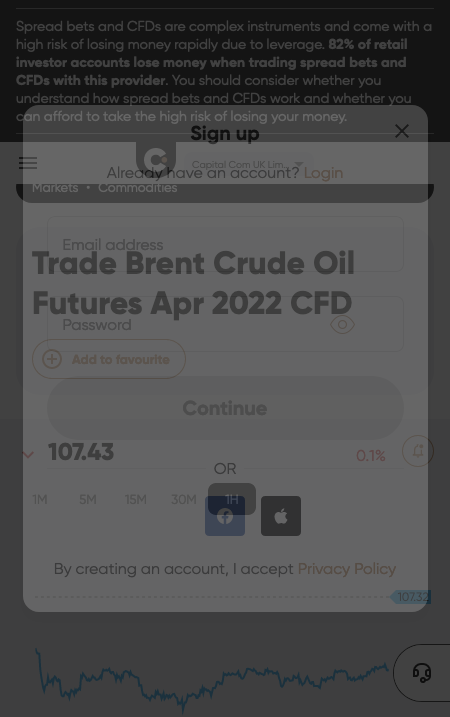 Spread bets and CFDs are complex instruments and come with a
high risk of losing money rapidly due to leverage. 82% of retail
investor accounts lose money when trading spread bets and
CFDs with this provider. You should consider whether you
understand how spread bets and CFDs work and whether you
can afford to take the high risk of losing your money.
Sign up
Capital Com UK Lim...
Already have an account? Login
Markets • Commodities
Email address
Trade Brent Crude Oil
Futures Apr 2022 CFD
Password
Add to favourite
Continue
107.43
0.1%
OR
1M 5M 15M 30M 1H
By creating an account, I accept Privacy Policy
107.32